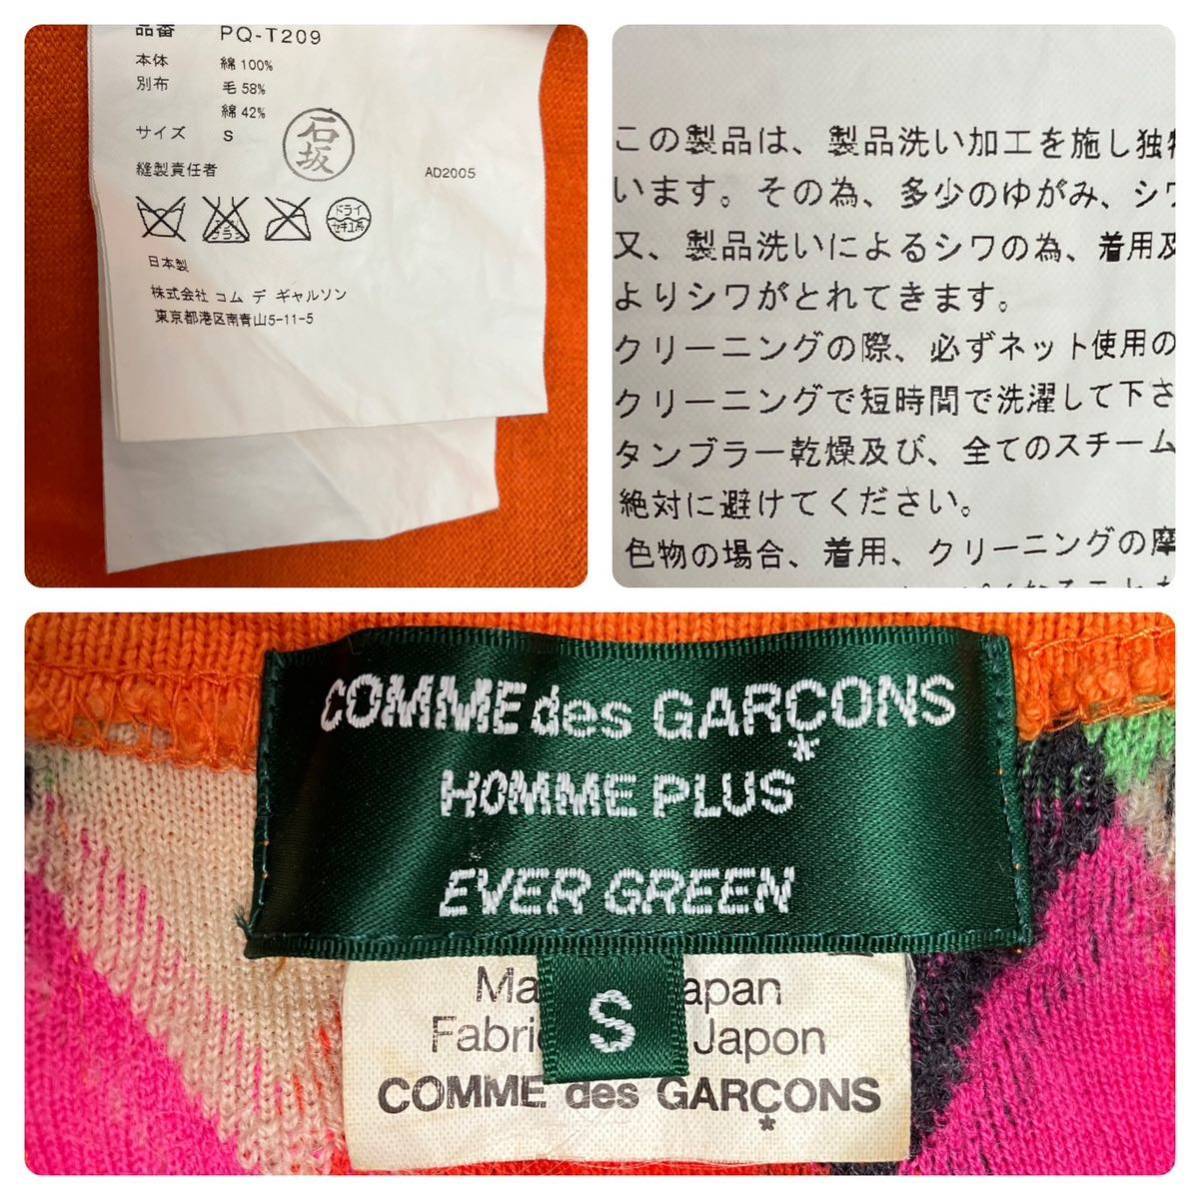 品番 PQ-T209
本体 綿 100%
別布 毛 58%
綿 42%
サイズ S
縫製責任者
石坂
AD2005
ドライ
セキユ系
日本製
株式会社 コム デ ギャルソン
東京都港区南青山5-11-5
この製品は、製品洗い加工を施し独
います。その為、多少のゆがみ、シワ
又、製品洗いによるシワの為、着用及
よりシワがとれてきます。
クリーニングの際、必ずネット使用の
クリーニングで短時間で洗濯して下さ
タンブラー乾燥及び、全てのスチーム
絶対に避けてください。
色物の場合、着用、クリーニングの摩
COMME des GARÇONS
HOMME PLUS
EVER GREEN
S
Ma apan
Fabri Japon
COMME des GARÇONS